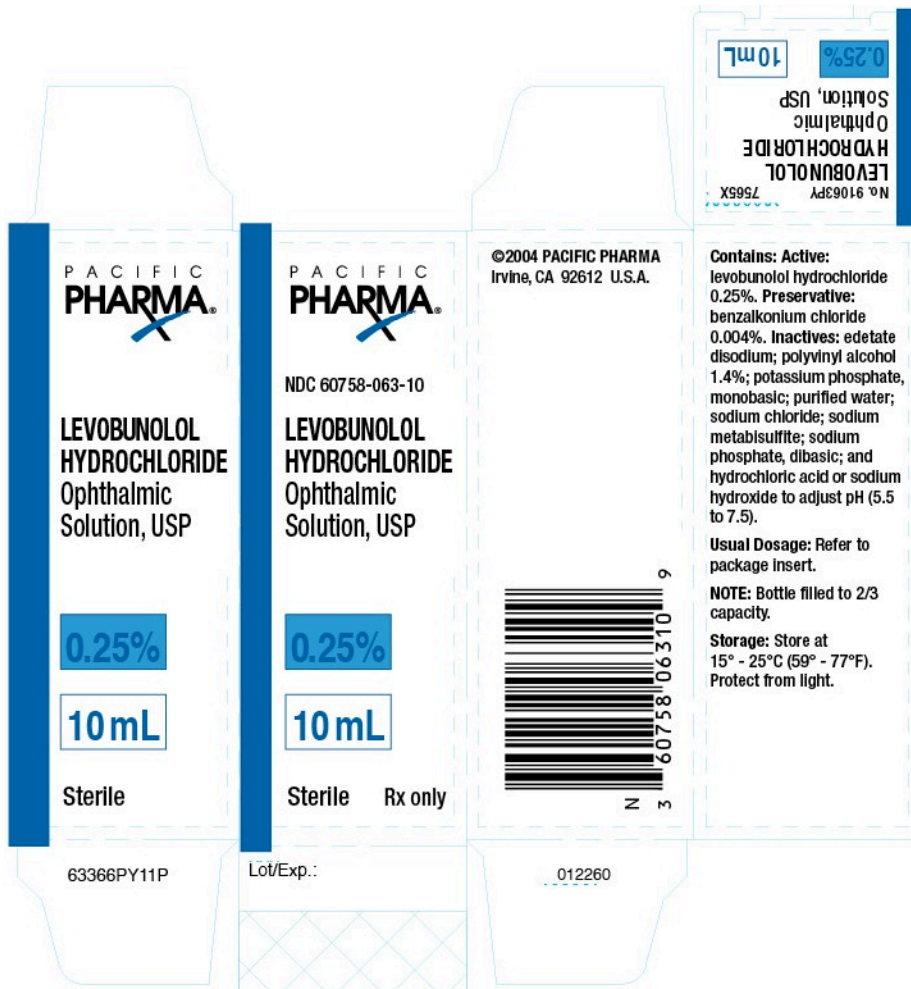 10 mL
0.25%
Solution, USP
Ophthalmic
HYDROCHLORIDE
LEVOBUNOLOL
7565X
No. 91063PY
PACIFIC
PHARMA®
LEVOBUNOLOL
HYDROCHLORIDE
Ophthalmic
Solution, USP
0.25%
10 mL
Sterile
63366PY11P
PACIFIC
PHARMA®
NDC 60758-063-10
LEVOBUNOLOL
HYDROCHLORIDE
Ophthalmic
Solution, USP
0.25%
10 mL
Sterile Rx only
Lot/Exp.:
©2004 PACIFIC PHARMA
Irvine, CA 92612 U.S.A.
N
3 60758 06310 9
012260
Contains: Active:
levobunolol hydrochloride
0.25%. Preservative:
benzalkonium chloride
0.004%. Inactives: edetate
disodium; polyvinyl alcohol
1.4%; potassium phosphate,
monobasic; purified water;
sodium chloride; sodium
metabisulfite; sodium
phosphate, dibasic; and
hydrochloric acid or sodium
hydroxide to adjust pH (5.5
to 7.5).
Usual Dosage: Refer to
package insert.
NOTE: Bottle filled to 2/3
capacity.
Storage: Store at
15° - 25°C (59° - 77°F).
Protect from light.